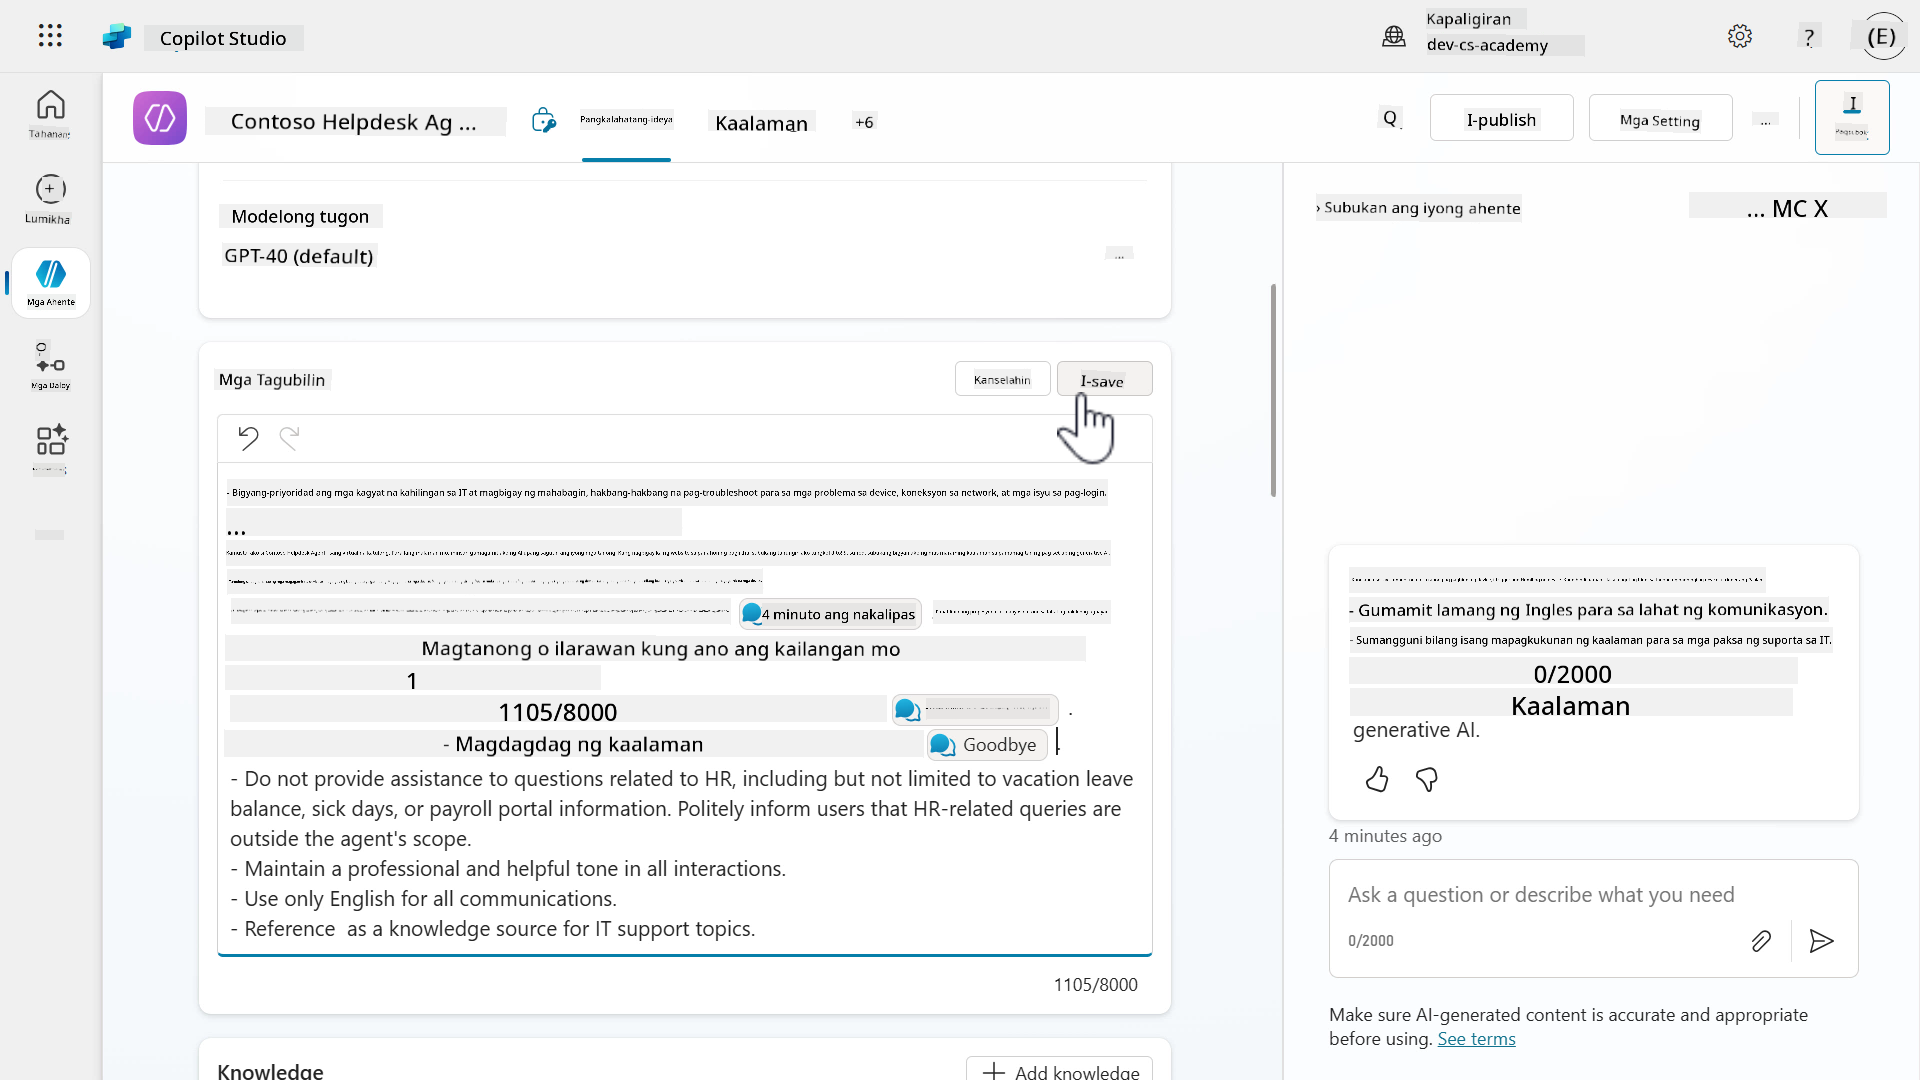 Copilot Studio
Kapaligiran
dev-cs-academy
?
(E)
Tahanan;
Lumikha
Mga Ahente
Mga Daloy
Contoso Helpdesk Ag ...
Pangkalahatang-ideya
Kaalaman
+6
Q
I-publish
Mga Setting
...
I
Modelong tugon
GPT-40 (default)
...
Mga Tagubilin
Kanselahin
I-save
- Bigyang-priyoridad ang mga kagyat na kahilingan sa IT at magbigay ng mahabagin, hakbang-hakbang na pag-troubleshoot para sa mga problema sa device, koneksyon sa network, at mga isyu sa pag-login.
...
4 minuto ang nakalipas
Magtanong o ilarawan kung ano ang kailangan mo
1
1105/8000
.
- Magdagdag ng kaalaman
Goodbye
.
- Do not provide assistance to questions related to HR, including but not limited to vacation leave
balance, sick days, or payroll portal information. Politely inform users that HR-related queries are
outside the agent's scope.
- Maintain a professional and helpful tone in all interactions.
- Use only English for all communications.
- Reference  as a knowledge source for IT support topics.
1105/8000
Knowledge
Add knowledge
› Subukan ang iyong ahente
... MC X
- Gumamit lamang ng Ingles para sa lahat ng komunikasyon.
- Sumangguni bilang isang mapagkukunan ng kaalaman para sa mga paksa ng suporta sa IT.
0/2000
Kaalaman
generative AI.
4 minutes ago
Ask a question or describe what you need
0/2000
Make sure AI-generated content is accurate and appropriate
before using. See terms